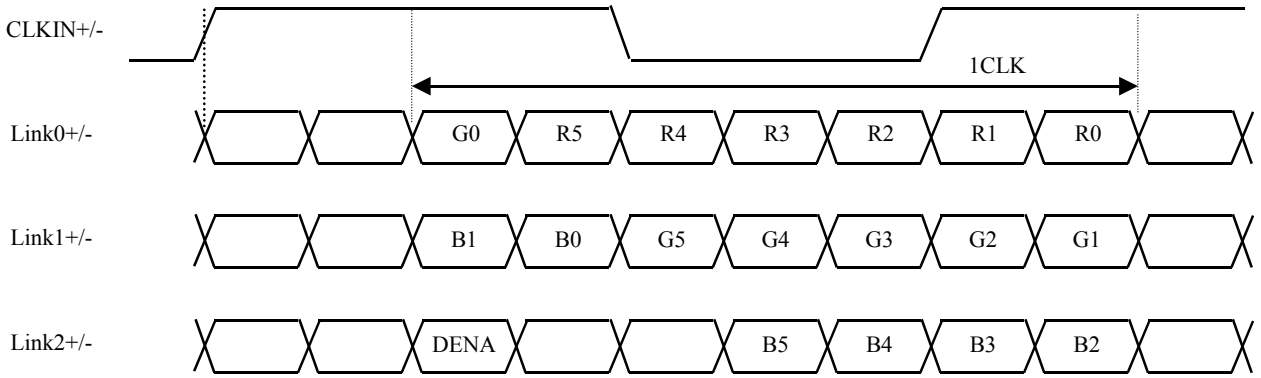 CLKIN+/-
1CLK
Link0+/- G0 R5 R4 R3 R2 R1 R0
Link1+/- B1 B0 G5 G4 G3 G2 G1
Link2+/- DENA B5 B4 B3 B2